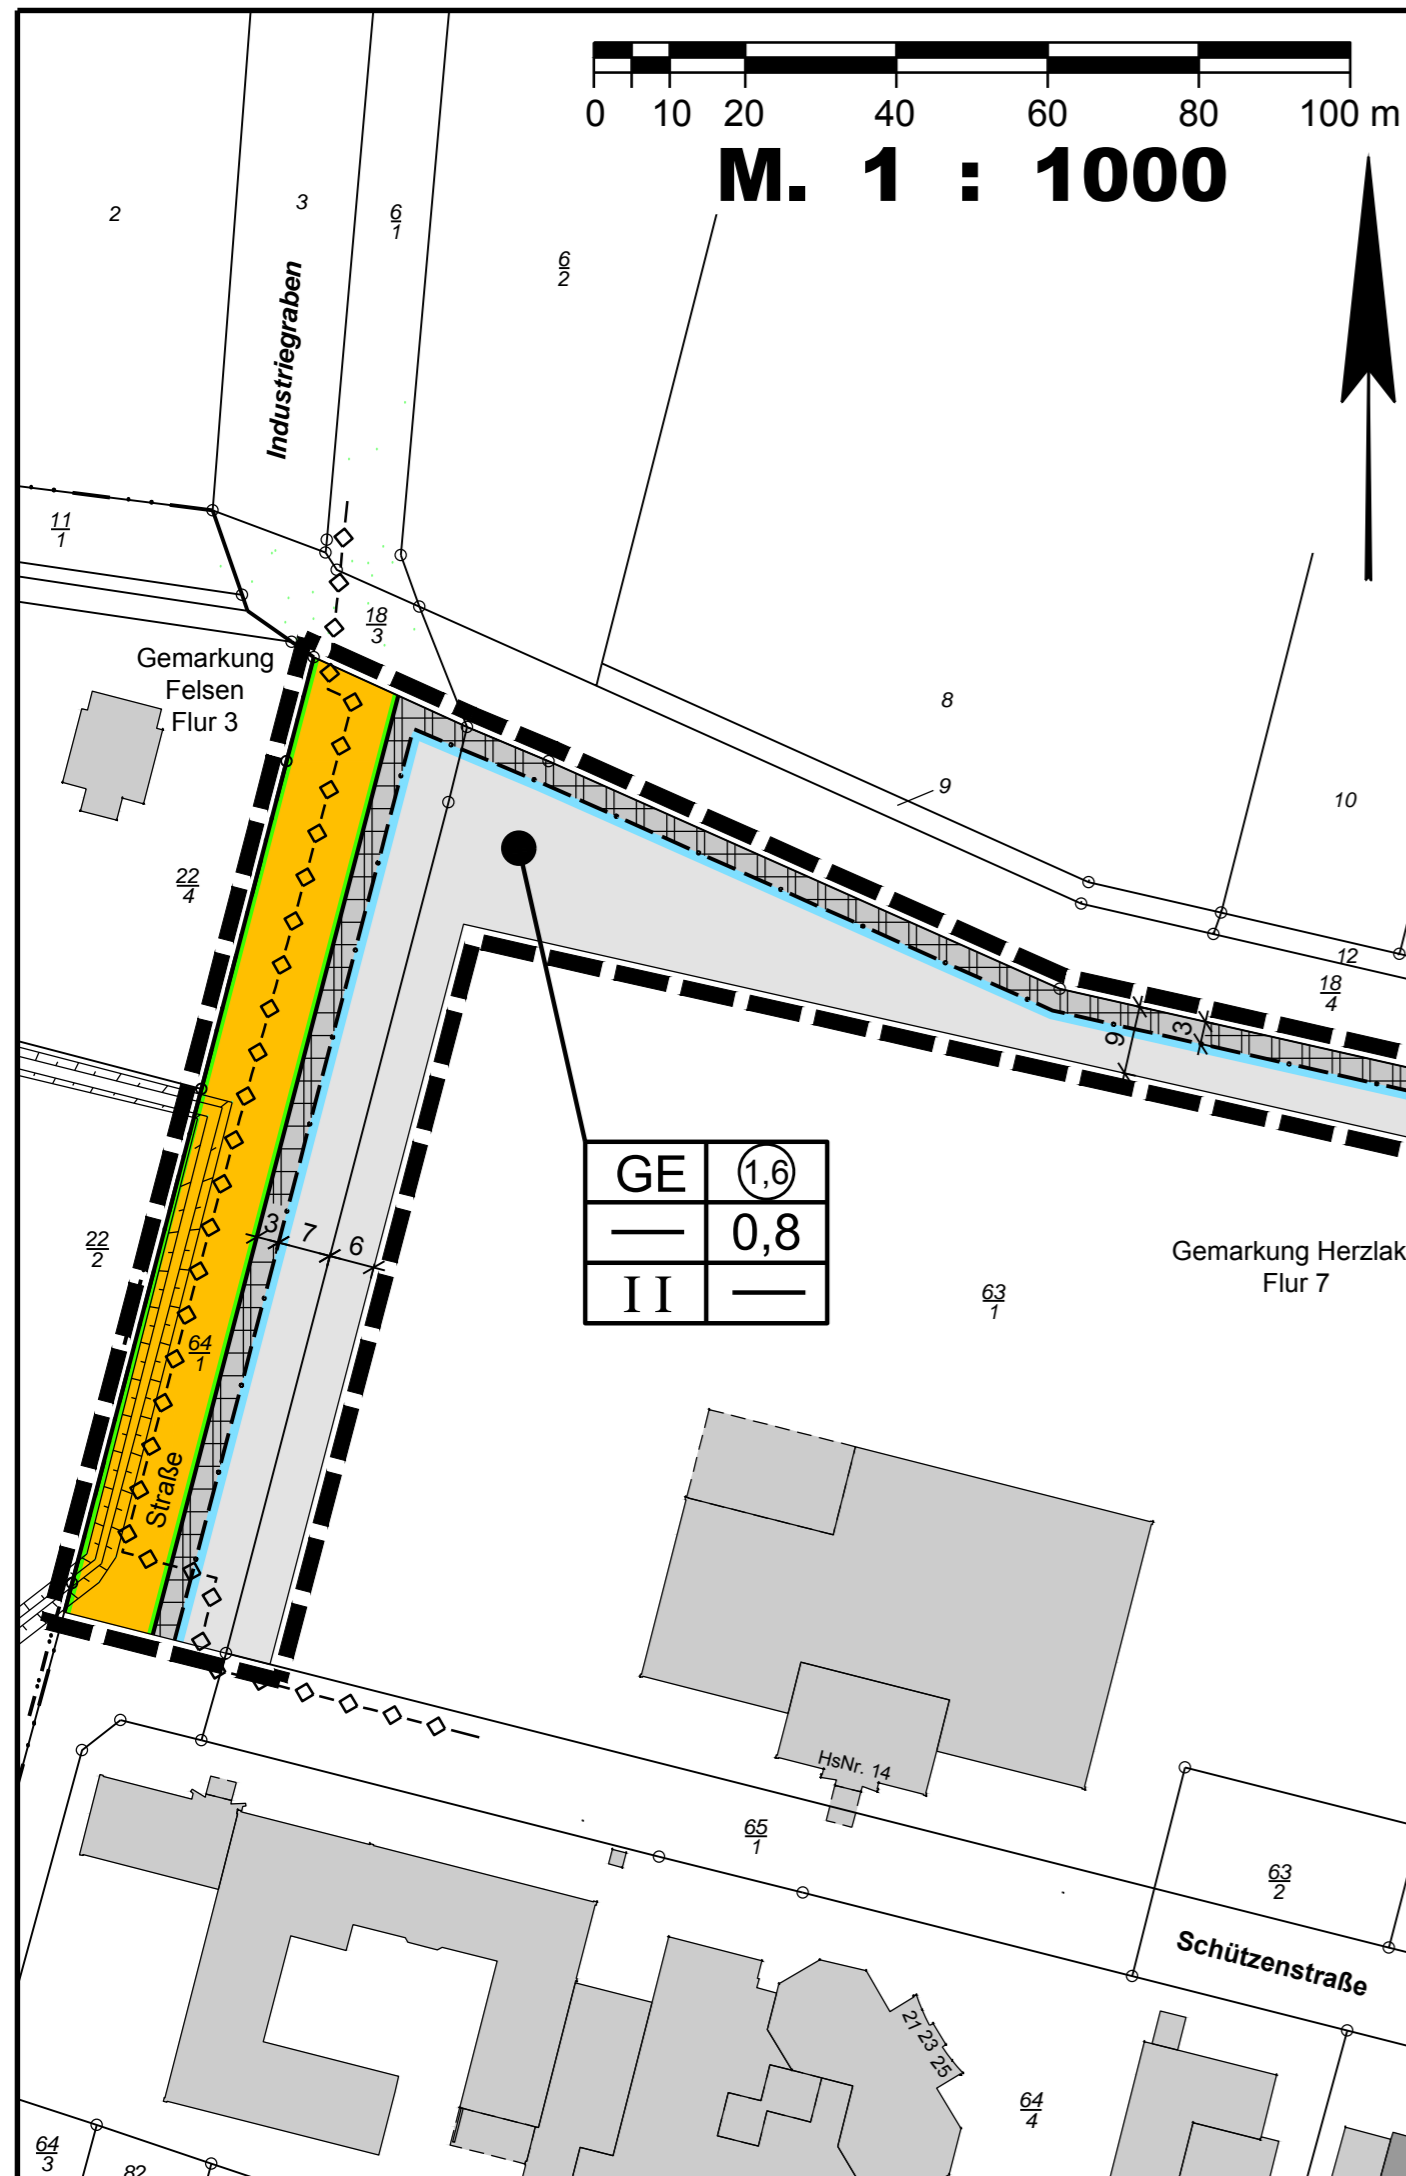 0 10 20 40 60 80 100 m
M. 1 : 1000
2
3
6
1
6
2
Industriegraben
11
1
18
3
Gemarkung
Felsen
Flur 3
8
9
10
22
4
12
18
4
9
3
GE 1,6
— 0,8
II —
3 7 6
22
2
Gemarkung Herzlak
Flur 7
63
1
64
1
Straße
HsNr. 14
65
1
63
2
Schützenstraße
21 23 25
64
4
64
3
82